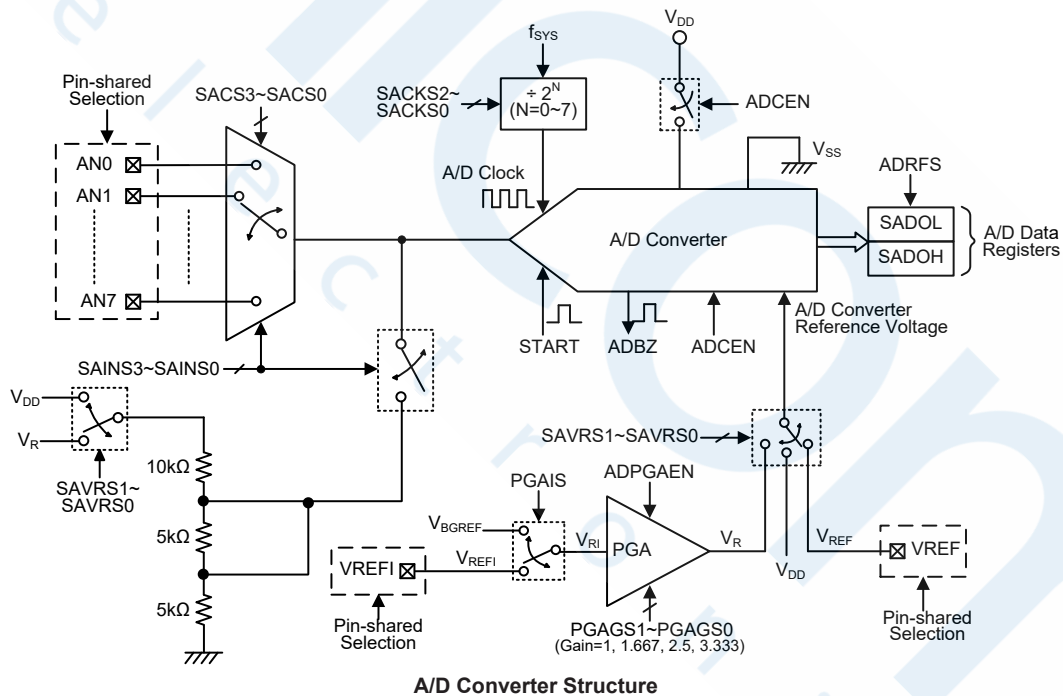 f_SYS
V_DD
Pin-shared
Selection
SACS3~SACS0
SACKS2~
SACKS0
÷ 2^N
(N=0~7)
ADCEN
V_SS
AN0
AN1
AN7
A/D Clock
A/D Converter
ADRFS
SADOL
SADOH
A/D Data
Registers
START
ADBZ
ADCEN
A/D Converter
Reference Voltage
SAINS3~SAINS0
V_DD
V_R
SAVRS1~
SAVRS0
10kΩ
5kΩ
5kΩ
SAVRS1~SAVRS0
PGAIS
ADPGAEN
V_BGREF
V_REFI
VREFI
Pin-shared
Selection
V_RI
PGA
V_R
V_DD
V_REF
VREF
Pin-shared
Selection
PGAGS1~PGAGS0
(Gain=1, 1.667, 2.5, 3.333)
A/D Converter Structure